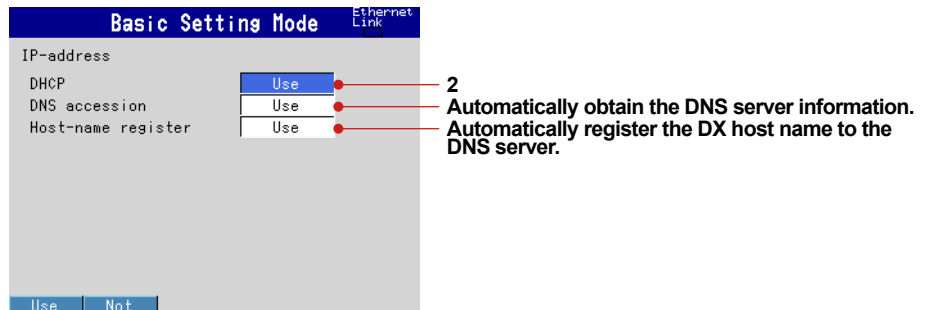 Basic Setting Mode
Ethernet
Link
IP-address
DHCP Use 2
DNS accession Use Automatically obtain the DNS server information.
Host-name register Use Automatically register the DX host name to the
DNS server.
Use Not